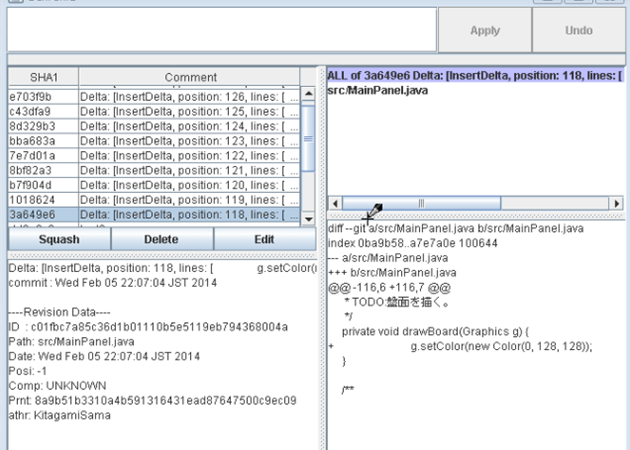 Apply
Undo
SHA1 Comment
e703f9b Delta: [InsertDelta, position: 126, lines: [ ...
c43dfa9 Delta: [InsertDelta, position: 125, lines: [ ...
8d329b3 Delta: [InsertDelta, position: 124, lines: [ ...
bba683a Delta: [InsertDelta, position: 123, lines: [ ...
7e7d01a Delta: [InsertDelta, position: 122, lines: [ ...
8bf82a3 Delta: [InsertDelta, position: 121, lines: [ ...
b7f904d Delta: [InsertDelta, position: 120, lines: [ ...
1018624 Delta: [InsertDelta, position: 119, lines: [ ...
3a649e6 Delta: [InsertDelta, position: 118, lines: [ ...
Squash
Delete
Edit
Delta: [InsertDelta, position: 118, lines: [ g.setColor(
commit : Wed Feb 05 22:07:04 JST 2014
----Revision Data----
ID : c01fbc7a85c36d1b01110b5e5119eb794368004a
Path: src/MainPanel.java
Date: Wed Feb 05 22:07:04 JST 2014
Posi: -1
Comp: UNKNOWN
Prnt: 8a9b51b3310a4b591316431ead87647500c9ec09
athr: KitagamiSama
ALL of 3a649e6 Delta: [InsertDelta, position: 118, lines: [
src/MainPanel.java
diff --git a/src/MainPanel.java b/src/MainPanel.java
index 0ba9b58..a7e7a0e 100644
--- a/src/MainPanel.java
+++ b/src/MainPanel.java
@@ -116,6 +116,7 @@
* TODO:盤面を描く。
*/
private void drawBoard(Graphics g) {
+ g.setColor(new Color(0, 128, 128));
}
/**